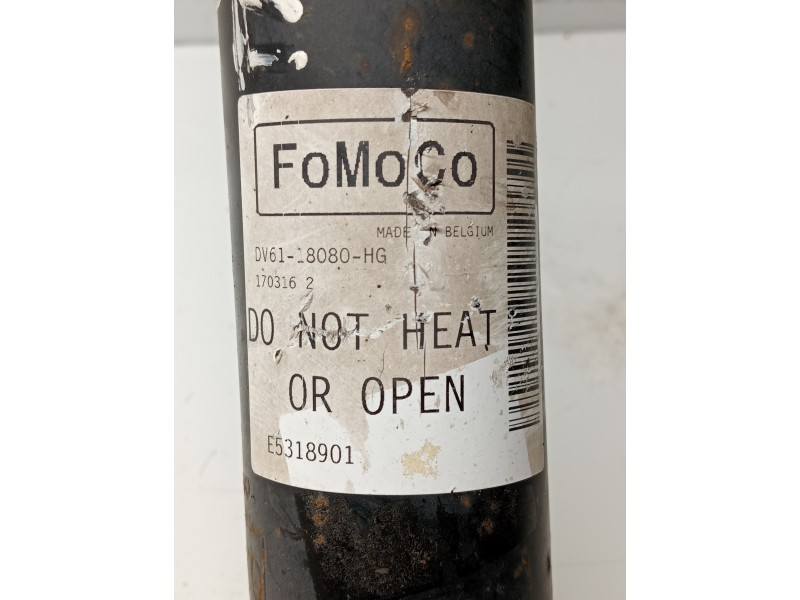 FoMoCo
MADE IN BELGIUM
DV61-18080-HG
170316 2
DO NOT HEAT
OR OPEN
E5318901